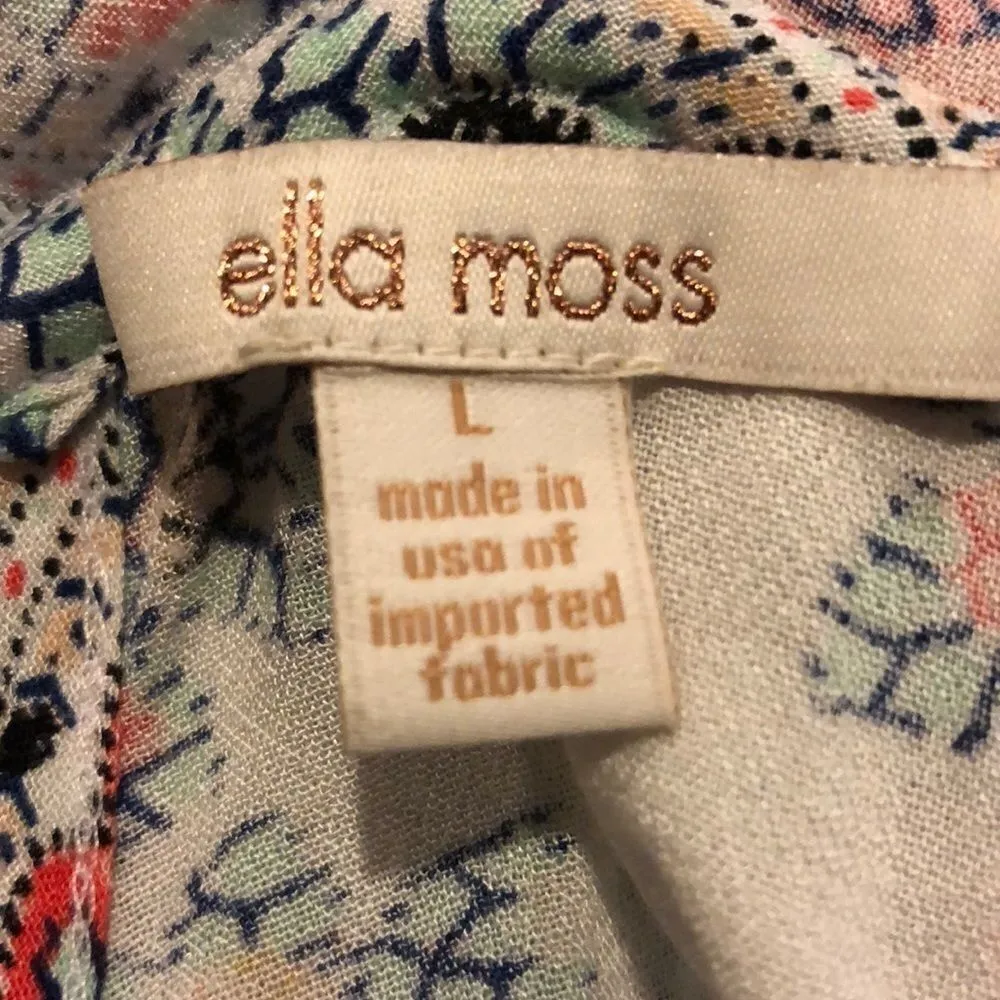 ella moss
L
made in
usa of
imported
fabric